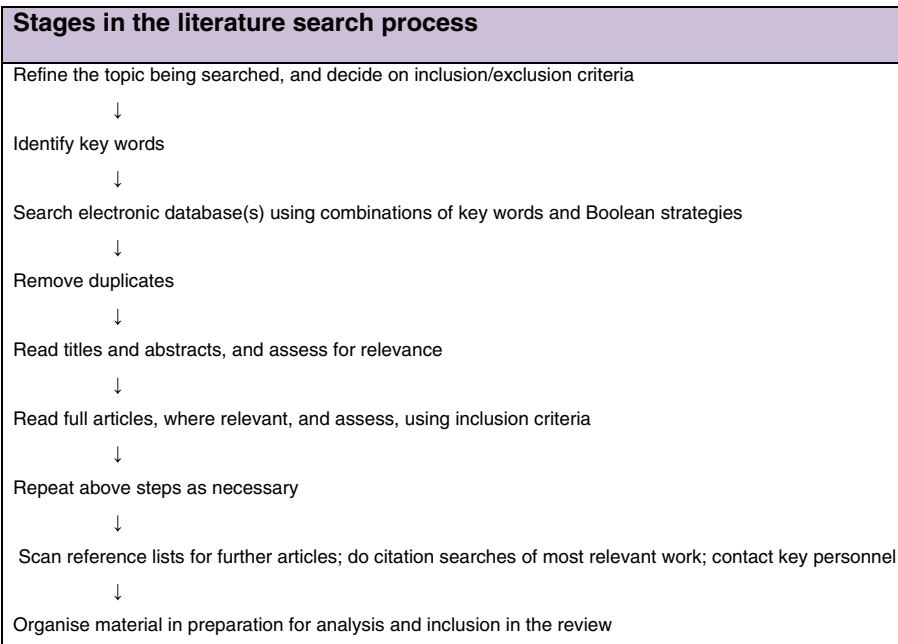 Stages in the literature search process
Refine the topic being searched, and decide on inclusion/exclusion criteria
↓
Identify key words
↓
Search electronic database(s) using combinations of key words and Boolean strategies
↓
Remove duplicates
↓
Read titles and abstracts, and assess for relevance
↓
Read full articles, where relevant, and assess, using inclusion criteria
↓
Repeat above steps as necessary
↓
Scan reference lists for further articles; do citation searches of most relevant work; contact key personnel
↓
Organise material in preparation for analysis and inclusion in the review